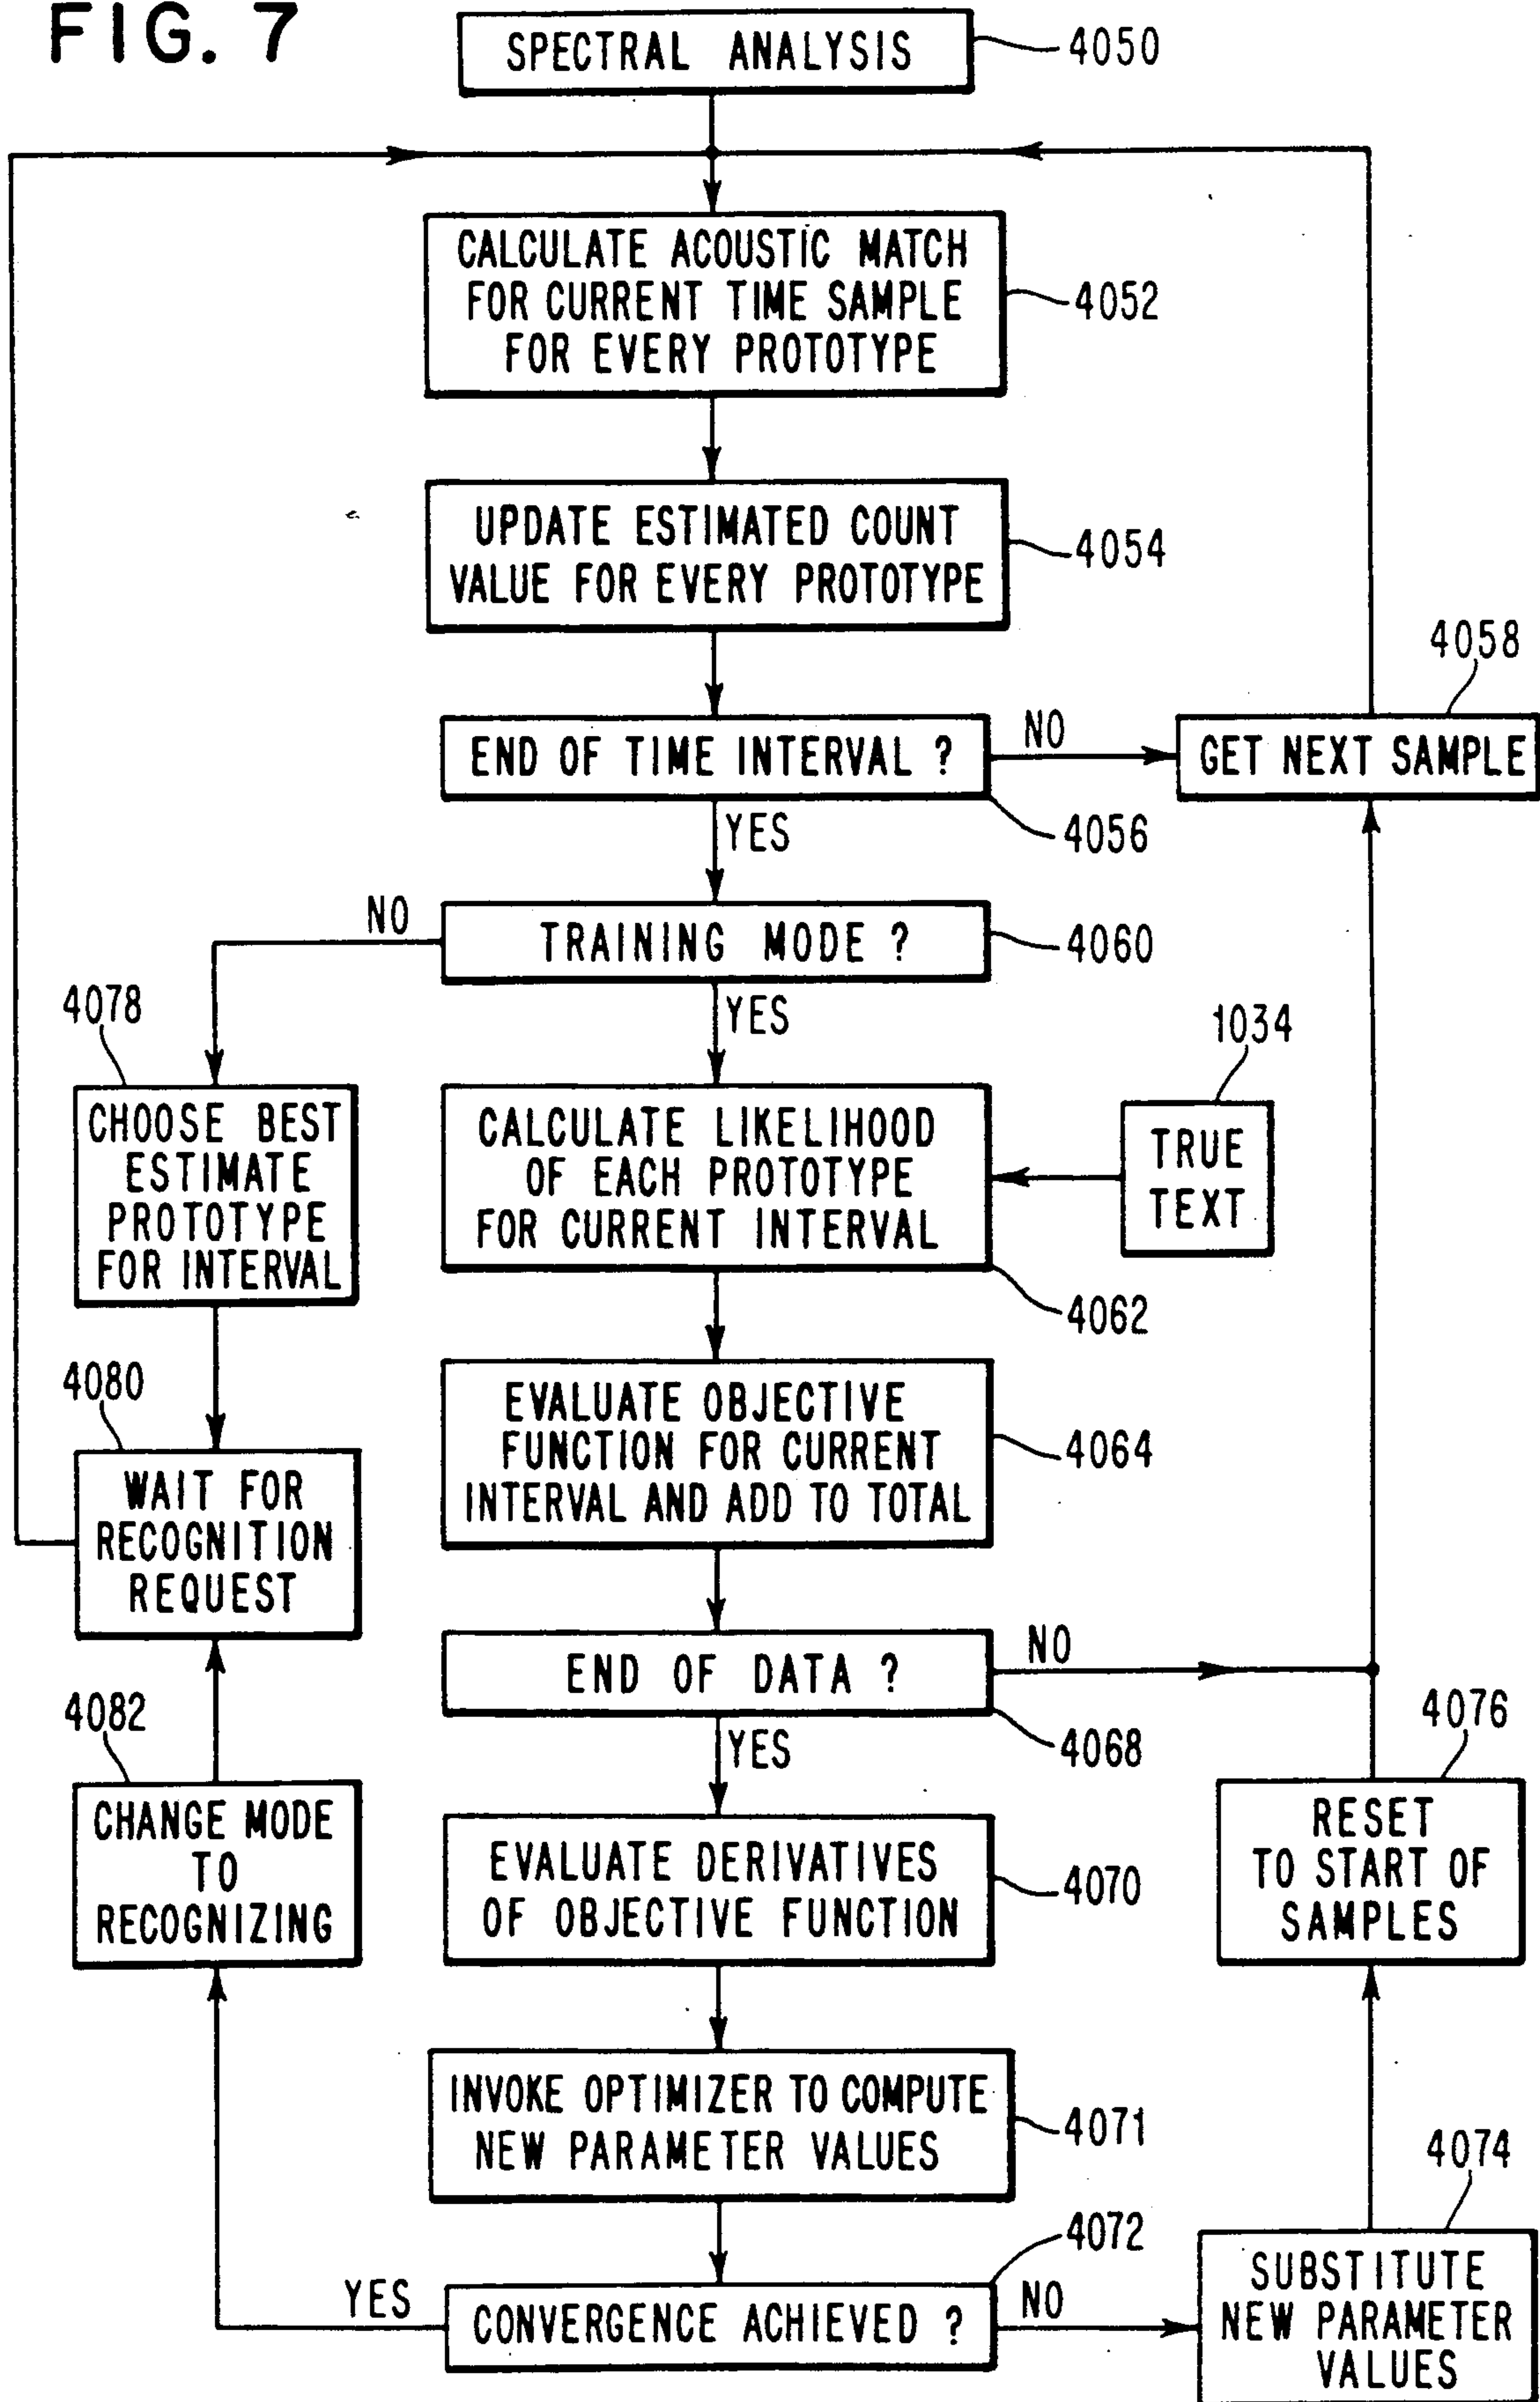 FIG. 7
SPECTRAL ANALYSIS
4050
CALCULATE ACOUSTIC MATCH
FOR CURRENT TIME SAMPLE
FOR EVERY PROTOTYPE
4052
UPDATE ESTIMATED COUNT
VALUE FOR EVERY PROTOTYPE
4054
END OF TIME INTERVAL ?
NO
4056
YES
4058
GET NEXT SAMPLE
TRAINING MODE ?
4060
NO
YES
4078
CHOOSE BEST
ESTIMATE
PROTOTYPE
FOR INTERVAL
CALCULATE LIKELIHOOD
OF EACH PROTOTYPE
FOR CURRENT INTERVAL
4062
1034
TRUE
TEXT
4080
WAIT FOR
RECOGNITION
REQUEST
EVALUATE OBJECTIVE
FUNCTION FOR CURRENT
INTERVAL AND ADD TO TOTAL
4064
END OF DATA ?
NO
4068
YES
4082
CHANGE MODE
TO
RECOGNIZING
EVALUATE DERIVATIVES
OF OBJECTIVE FUNCTION
4070
4076
RESET
TO START OF
SAMPLES
INVOKE OPTIMIZER TO COMPUTE
NEW PARAMETER VALUES
4071
4072
CONVERGENCE ACHIEVED ?
YES
NO
4074
SUBSTITUTE
NEW PARAMETER
VALUES